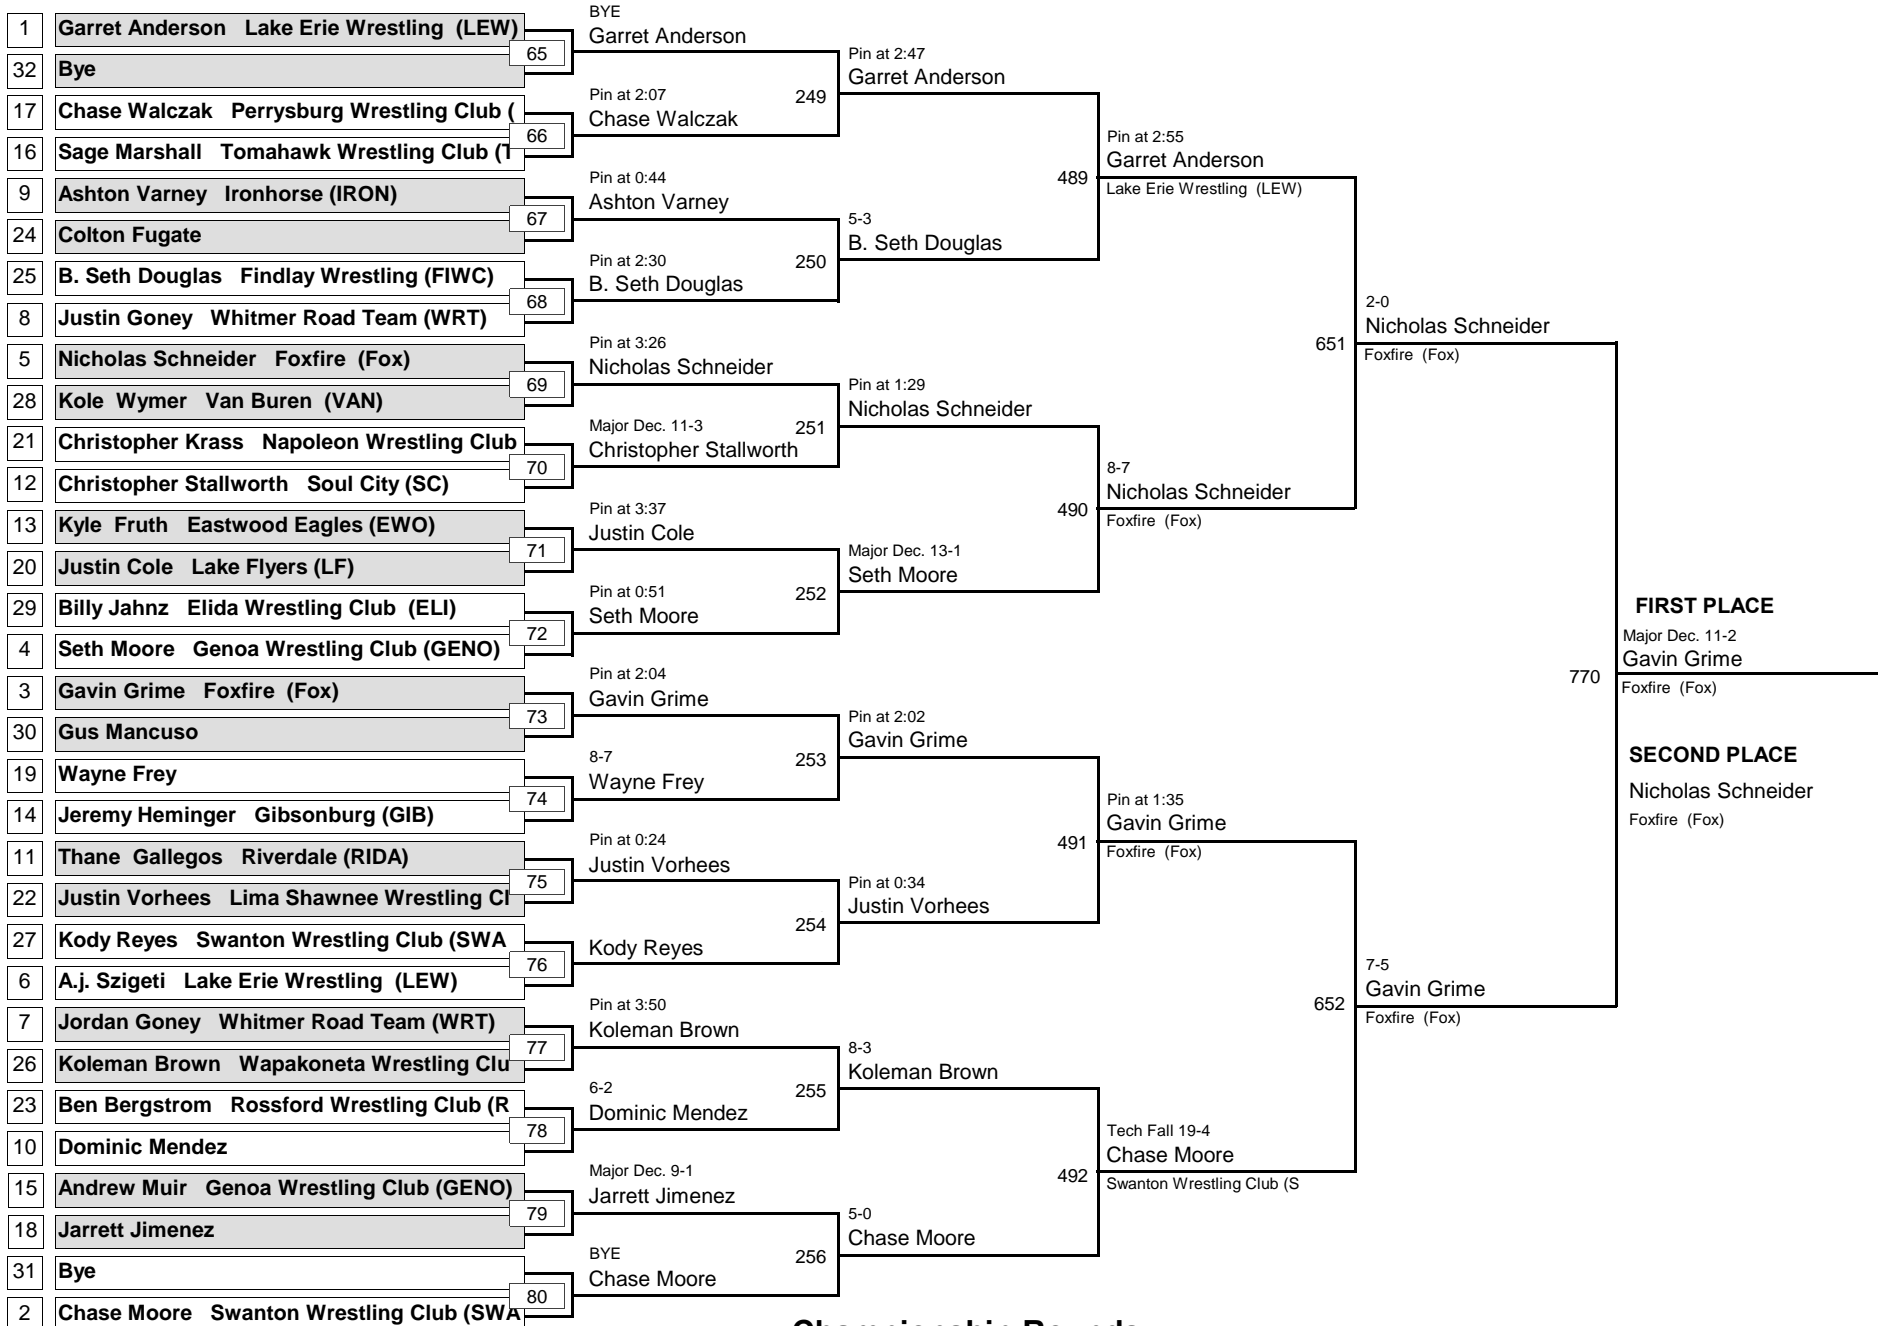 1 Garret Anderson Lake Erie Wrestling (LEW)
32 Bye
17 Chase Walczak Perrysburg Wrestling Club (
16 Sage Marshall Tomahawk Wrestling Club (T
9 Ashton Varney Ironhorse (IRON)
24 Colton Fugate
25 B. Seth Douglas Findlay Wrestling (FIWC)
8 Justin Goney Whitmer Road Team (WRT)
5 Nicholas Schneider Foxfire (Fox)
28 Kole Wymer Van Buren (VAN)
21 Christopher Krass Napoleon Wrestling Club
12 Christopher Stallworth Soul City (SC)
13 Kyle Fruth Eastwood Eagles (EWO)
20 Justin Cole Lake Flyers (LF)
29 Billy Jahnz Elida Wrestling Club (ELI)
4 Seth Moore Genoa Wrestling Club (GENO)
3 Gavin Grime Foxfire (Fox)
30 Gus Mancuso
19 Wayne Frey
14 Jeremy Heminger Gibsonburg (GIB)
11 Thane Gallegos Riverdale (RIDA)
22 Justin Vorhees Lima Shawnee Wrestling Cl
27 Kody Reyes Swanton Wrestling Club (SWA
6 A.j. Szigeti Lake Erie Wrestling (LEW)
7 Jordan Goney Whitmer Road Team (WRT)
26 Koleman Brown Wapakoneta Wrestling Clu
23 Ben Bergstrom Rossford Wrestling Club (R
10 Dominic Mendez
15 Andrew Muir Genoa Wrestling Club (GENO)
18 Jarrett Jimenez
31 Bye
2 Chase Moore Swanton Wrestling Club (SWA
65
66
67
68
69
70
71
72
73
74
75
76
77
78
79
80
BYE
Garret Anderson
Pin at 2:07
Chase Walczak
Pin at 0:44
Ashton Varney
Pin at 2:30
B. Seth Douglas
Pin at 3:26
Nicholas Schneider
Major Dec. 11-3
Christopher Stallworth
Pin at 3:37
Justin Cole
Pin at 0:51
Seth Moore
Pin at 2:04
Gavin Grime
8-7
Wayne Frey
Pin at 0:24
Justin Vorhees
Kody Reyes
Pin at 3:50
Koleman Brown
6-2
Dominic Mendez
Major Dec. 9-1
Jarrett Jimenez
BYE
Chase Moore
249
250
251
252
253
254
255
256
Pin at 2:47
Garret Anderson
5-3
B. Seth Douglas
Pin at 1:29
Nicholas Schneider
Major Dec. 13-1
Seth Moore
Pin at 2:02
Gavin Grime
Pin at 0:34
Justin Vorhees
8-3
Koleman Brown
5-0
Chase Moore
489
490
491
492
Pin at 2:55
Garret Anderson
Lake Erie Wrestling (LEW)
8-7
Nicholas Schneider
Foxfire (Fox)
Pin at 1:35
Gavin Grime
Foxfire (Fox)
Tech Fall 19-4
Chase Moore
Swanton Wrestling Club (S
651
652
2-0
Nicholas Schneider
Foxfire (Fox)
7-5
Gavin Grime
Foxfire (Fox)
770
FIRST PLACE
Major Dec. 11-2
Gavin Grime
Foxfire (Fox)
SECOND PLACE
Nicholas Schneider
Foxfire (Fox)
Championship Rounds